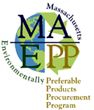 Massachusetts
MA
EPP
Environmentally
Preferable
Products
Procurement
Program